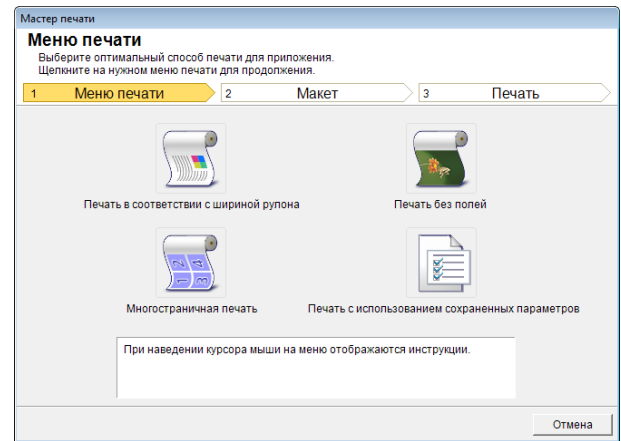 Мастер печати
Меню печати
Выберите оптимальный способ печати для приложения.
Щелкните на нужном меню печати для продолжения.
1 Меню печати 2 Макет 3 Печать
Печать в соответствии с шириной рулона Печать без полей
Многостраничная печать Печать с использованием сохраненных параметров
При наведении курсора мыши на меню отображаются инструкции.
Отмена